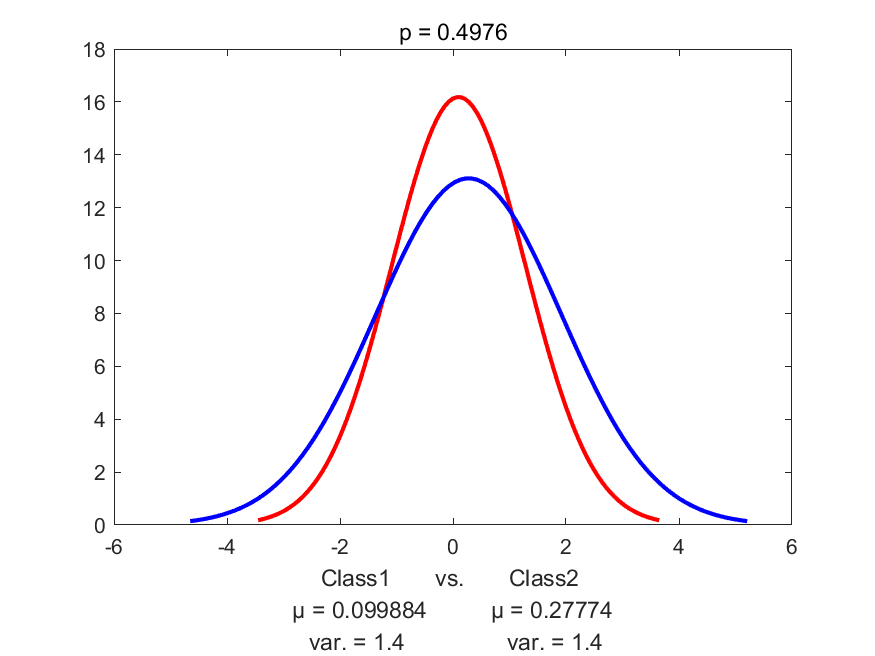 p = 0.4976
18
16
14
12
10
8
6
4
2
0
-6 -4 -2 0 2 4 6
Class1 vs. Class2
μ = 0.099884 μ = 0.27774
var. = 1.4 var. = 1.4